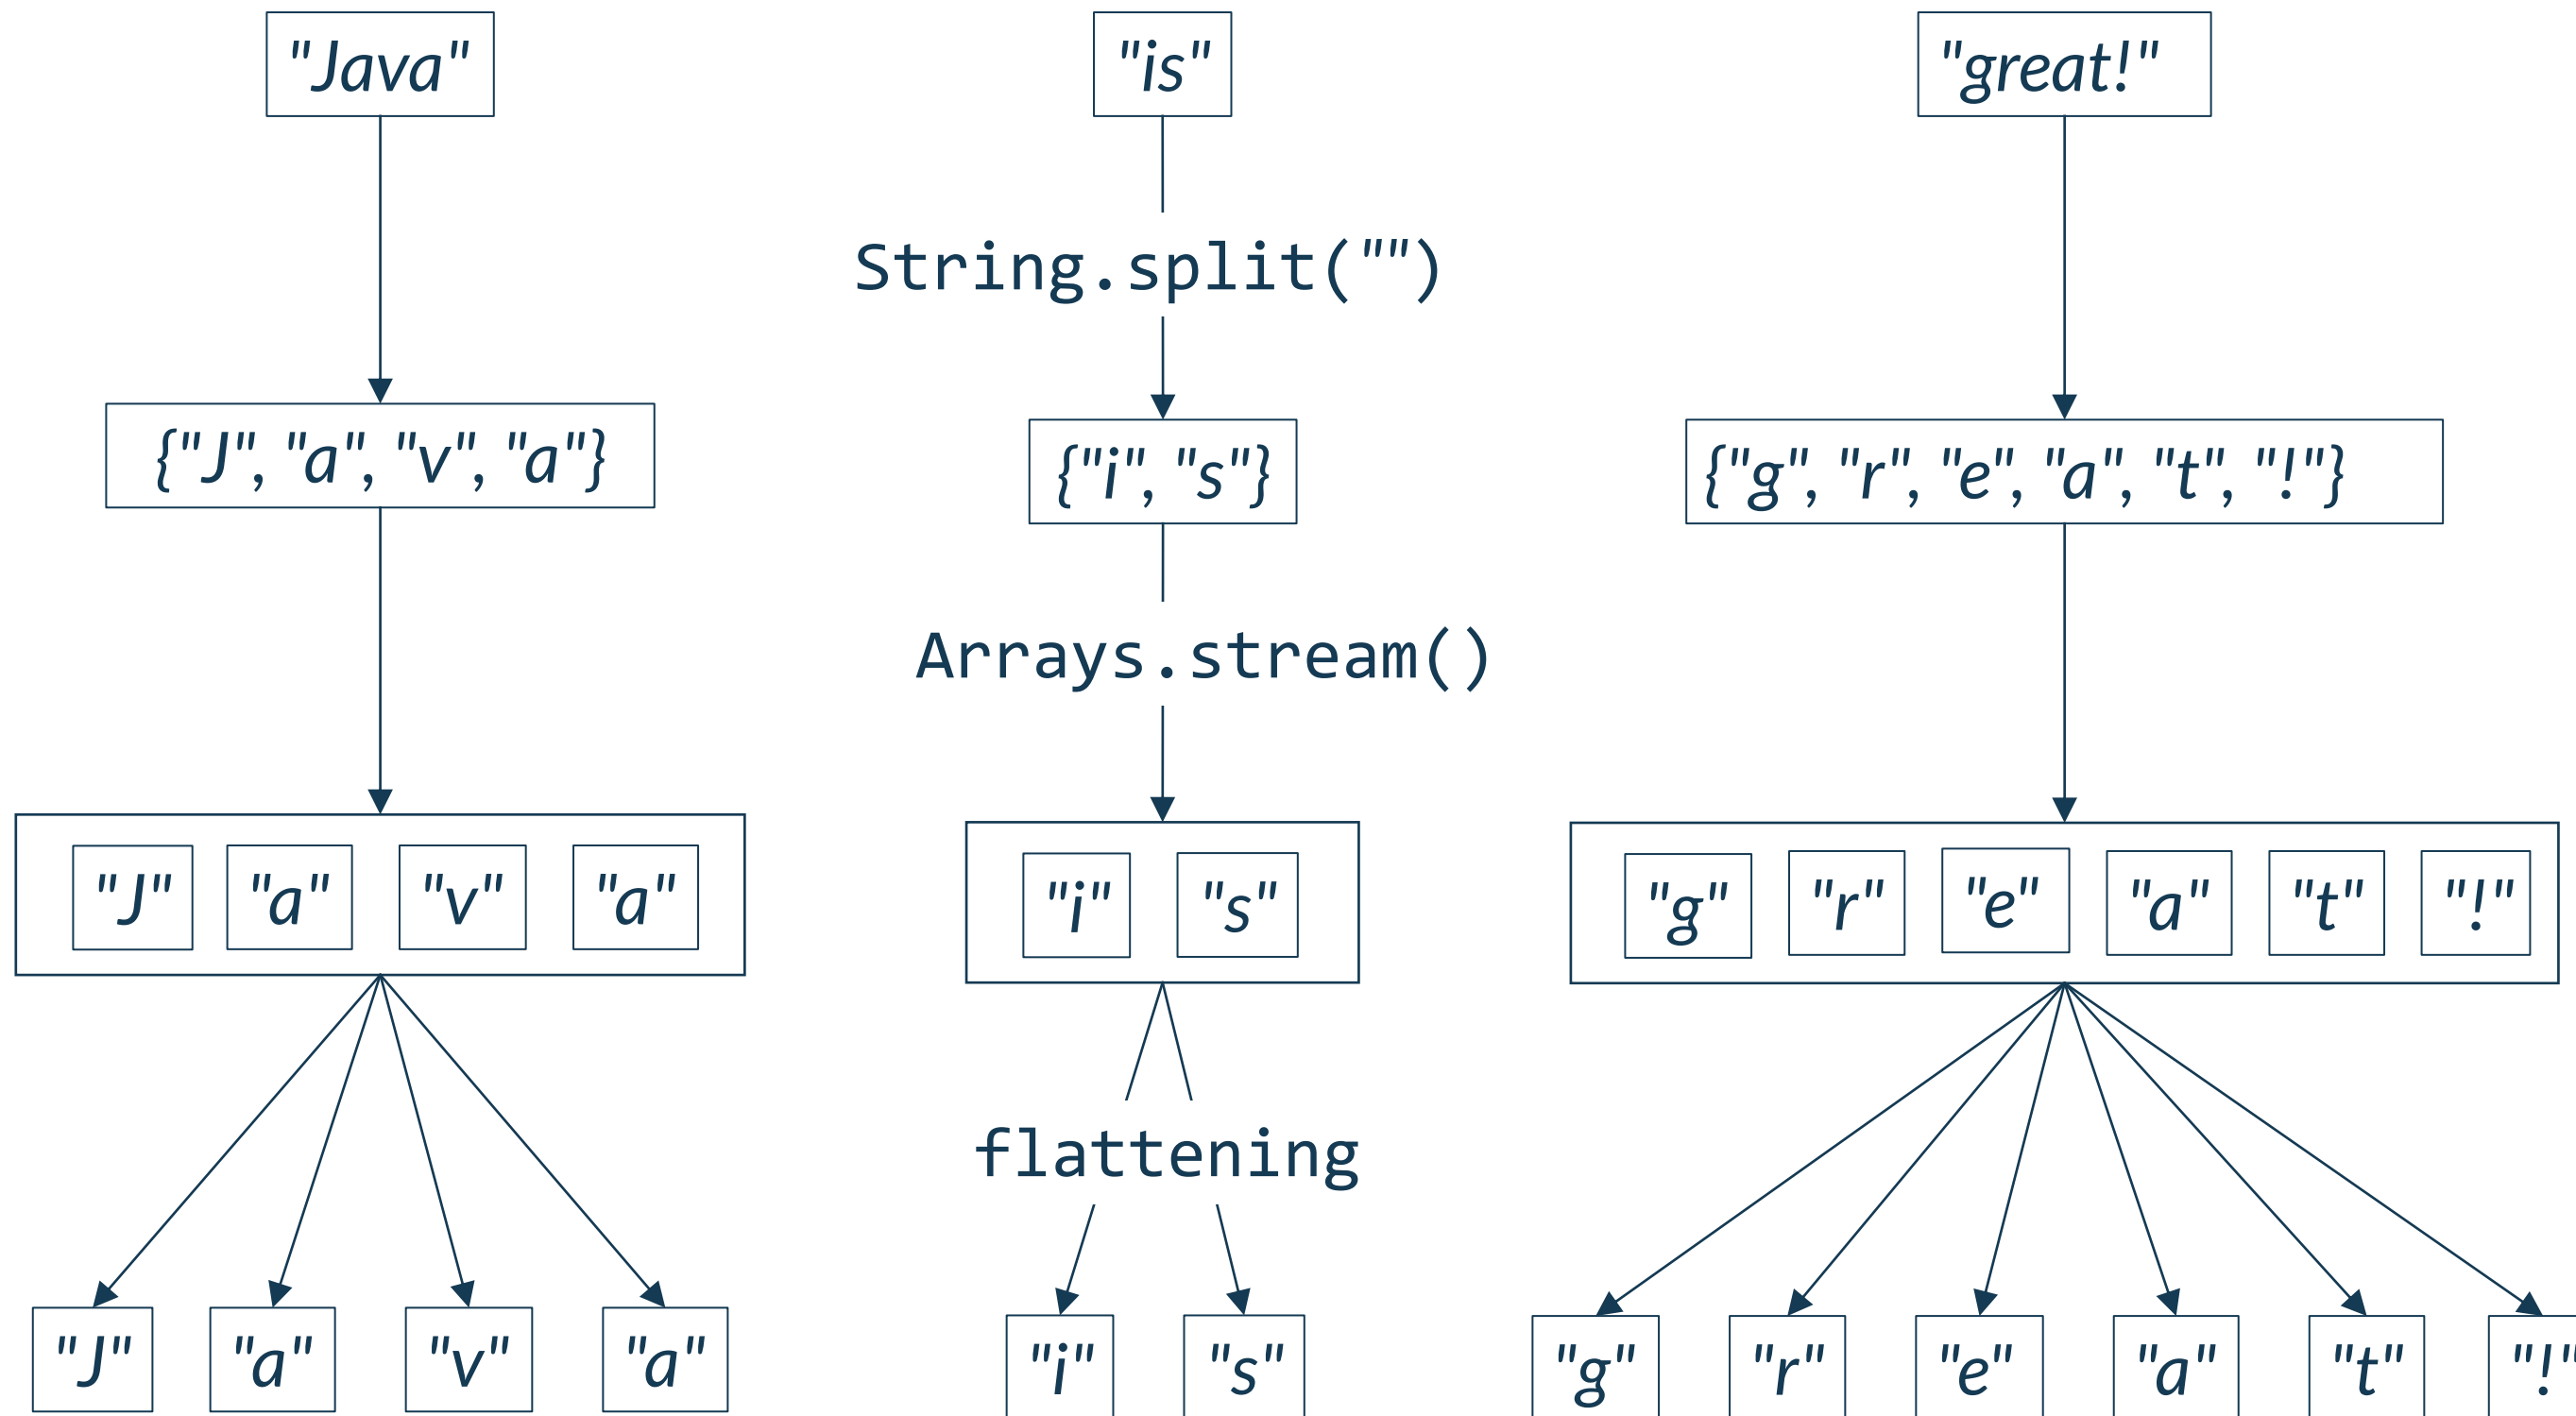 "Java"
"is"
"great!"
String.split("")
{"J", "a", "v", "a"}
{"i", "s"}
{"g", "r", "e", "a", "t", "!"}
Arrays.stream()
"J" "a" "v" "a"
"i" "s"
"g" "r" "e" "a" "t" "!"
flattening
"J" "a" "v" "a"
"i" "s"
"g" "r" "e" "a" "t" "!"